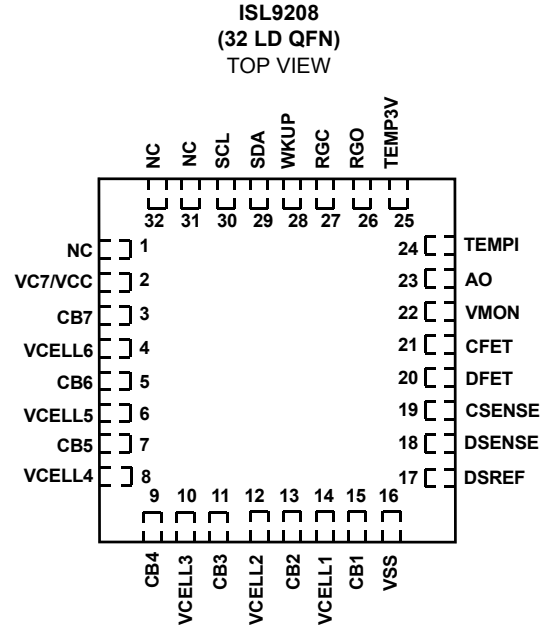 ISL9208
(32 LD QFN)
TOP VIEW
NC
NC
SCL
SDA
WKUP
RGC
RGO
TEMP3V
32
31
30
29
28
27
26
25
NC 1
VC7/VCC 2
CB7 3
VCELL6 4
CB6 5
VCELL5 6
CB5 7
VCELL4 8
24 TEMPI
23 AO
22 VMON
21 CFET
20 DFET
19 CSENSE
18 DSENSE
17 DSREF
9
10
11
12
13
14
15
16
CB4
VCELL3
CB3
VCELL2
CB2
VCELL1
CB1
VSS